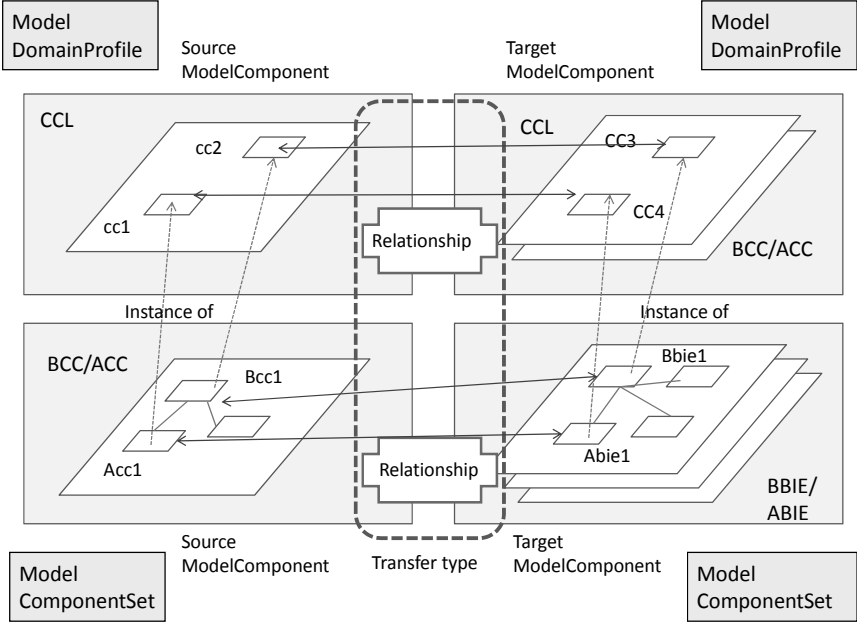 Model
DomainProfile
Source
ModelComponent
Target
ModelComponent
Model
DomainProfile
CCL
cc2
cc1
CCL
CC3
CC4
BCC/ACC
Relationship
Instance of
Instance of
BCC/ACC
Bcc1
Acc1
Bbie1
Abie1
BBIE/
ABIE
Relationship
Source
ModelComponent
Transfer type
Target
ModelComponent
Model
ComponentSet
Model
ComponentSet